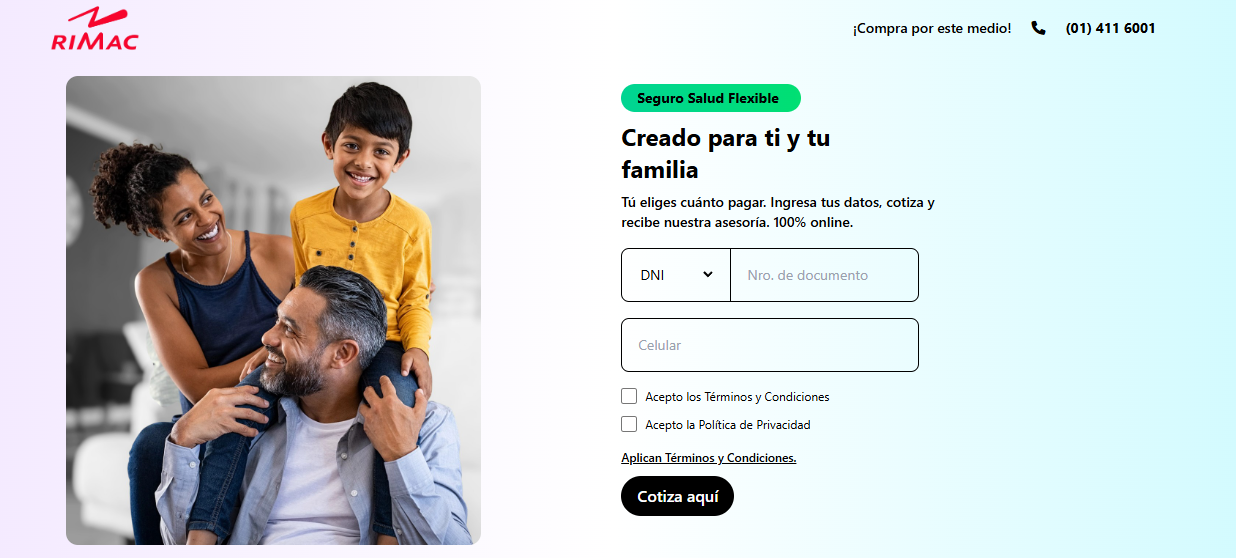 RIMAC
¡Compra por este medio!
(01) 411 6001
Seguro Salud Flexible
Creado para ti y tu
familia
Tú eliges cuánto pagar. Ingresa tus datos, cotiza y
recibe nuestra asesoría. 100% online.
DNI
Nro. de documento
Celular
Acepto los Términos y Condiciones
Acepto la Política de Privacidad
Aplican Términos y Condiciones.
Cotiza aquí